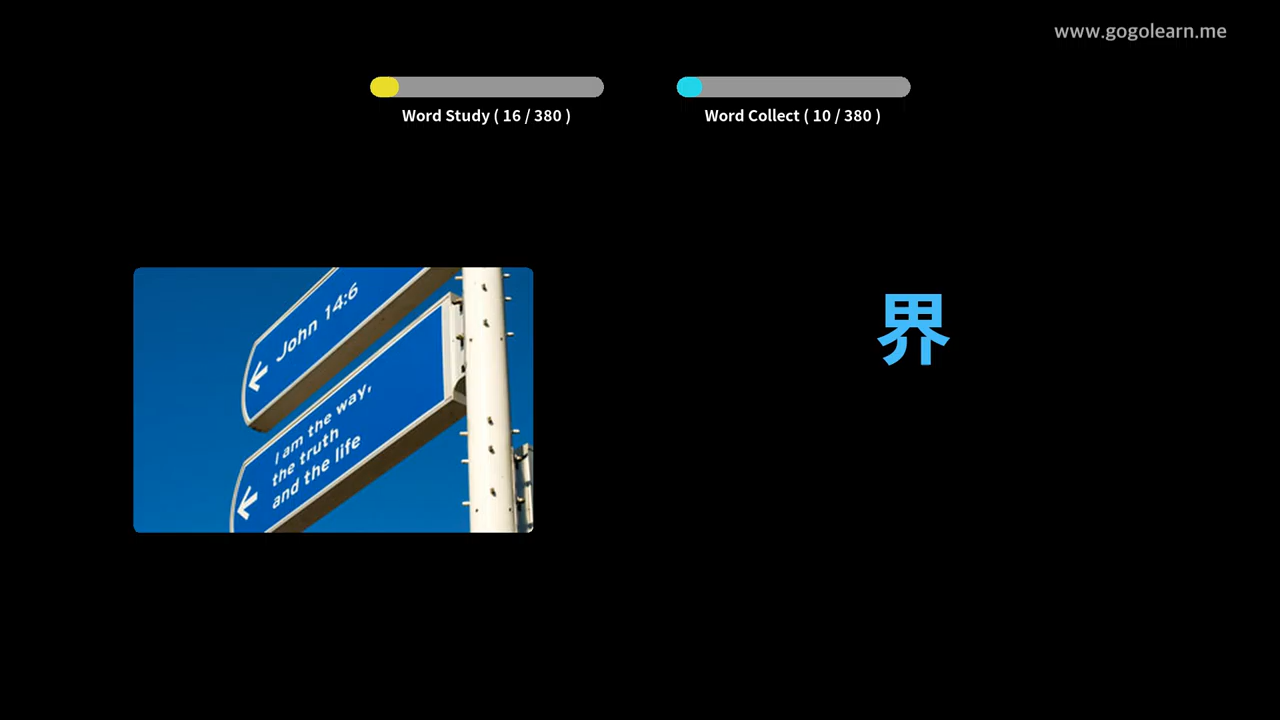 www.gogolearn.me
Word Study ( 16 / 380 )
Word Collect ( 10 / 380 )
John 14:6
I am the way,
the truth
and the life
界